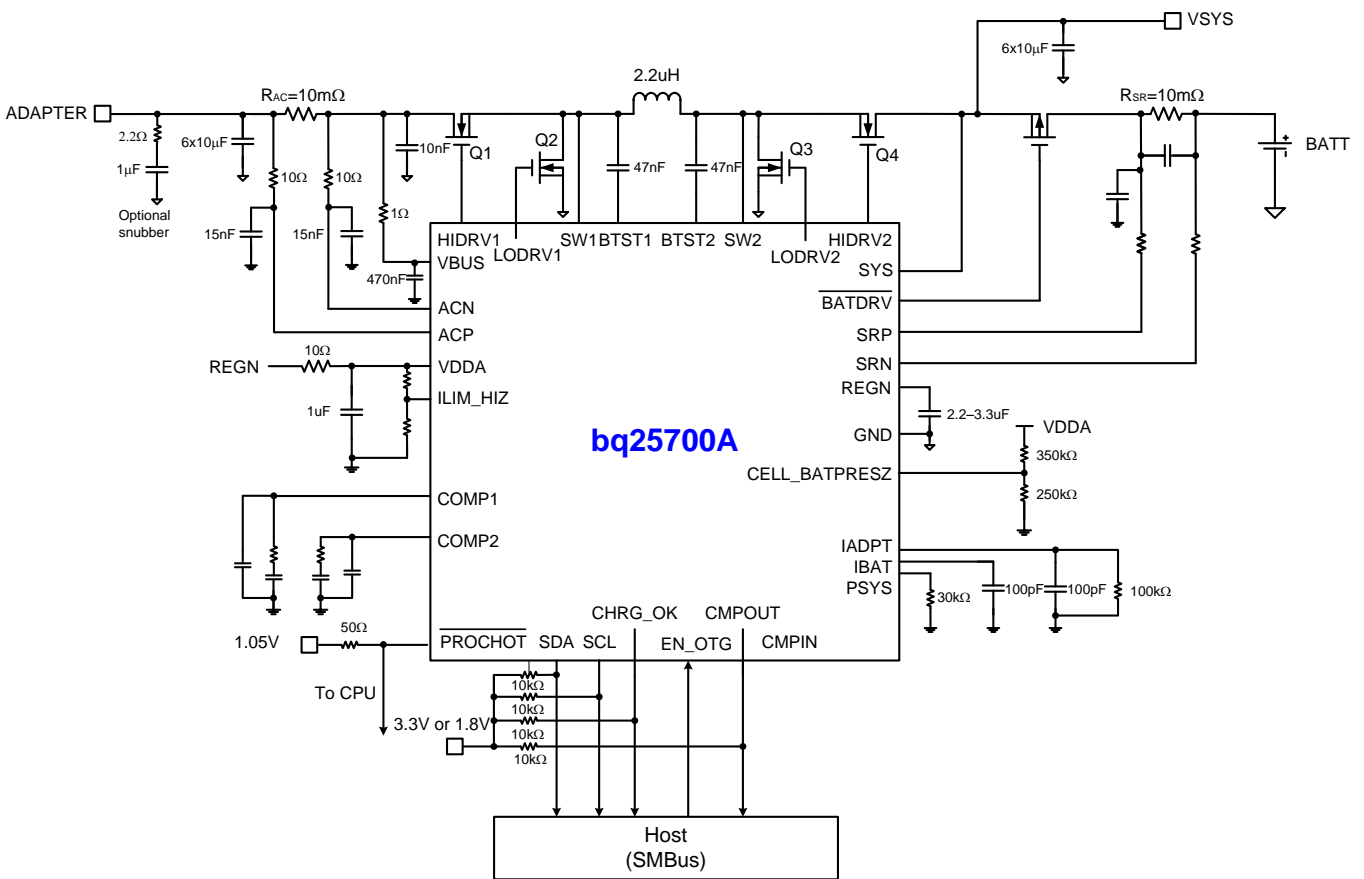 VSYS
6x10µF
2.2uH
ADAPTER
RAC=10mΩ
RSR=10mΩ
2.2Ω
6x10µF
10nF
Q1
Q2
47nF
47nF
Q3
Q4
BATT
1µF
10Ω
10Ω
Optional
snubber
15nF
15nF
1Ω
HIDRV1
LODRV1
SW1
BTST1
BTST2
SW2
LODRV2
HIDRV2
VBUS
470nF
SYS
ACN
BATDRV
ACP
SRP
REGN
10Ω
VDDA
SRN
ILIM_HIZ
REGN
1uF
2.2–3.3uF
bq25700A
GND
VDDA
350kΩ
CELL_BATPRESZ
250kΩ
COMP1
COMP2
IADPT
IBAT
PSYS
30kΩ
100pF
100pF
100kΩ
CHRG_OK
CMPOUT
1.05V
50Ω
PROCHOT
SDA
SCL
EN_OTG
CMPIN
To CPU
10kΩ
10kΩ
3.3V or 1.8V
10kΩ
10kΩ
Host
(SMBus)